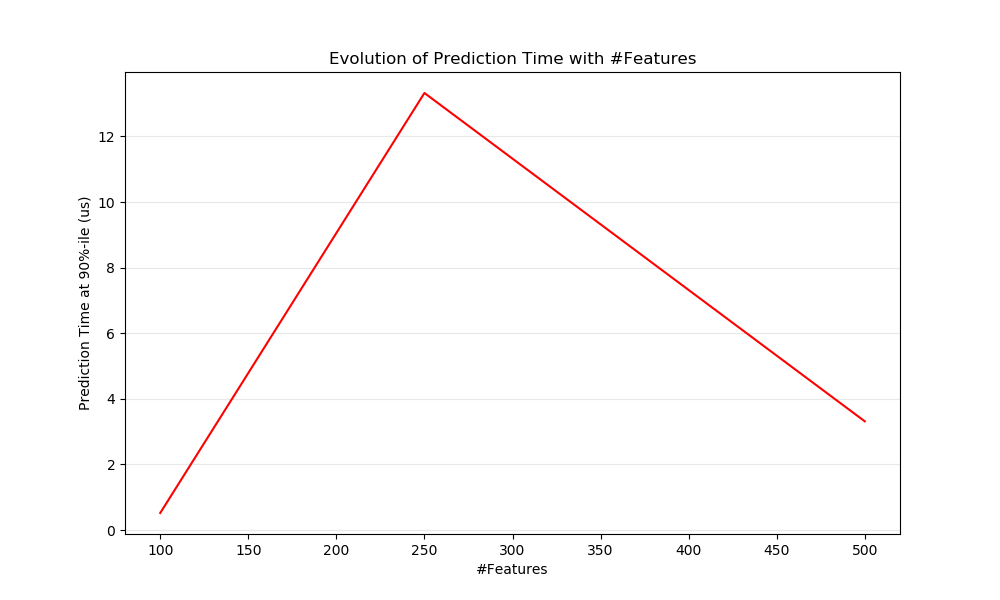 Evolution of Prediction Time with #Features
Prediction Time at 90%-ile (us)
12
10
8
6
4
2
0
100 150 200 250 300 350 400 450 500
#Features